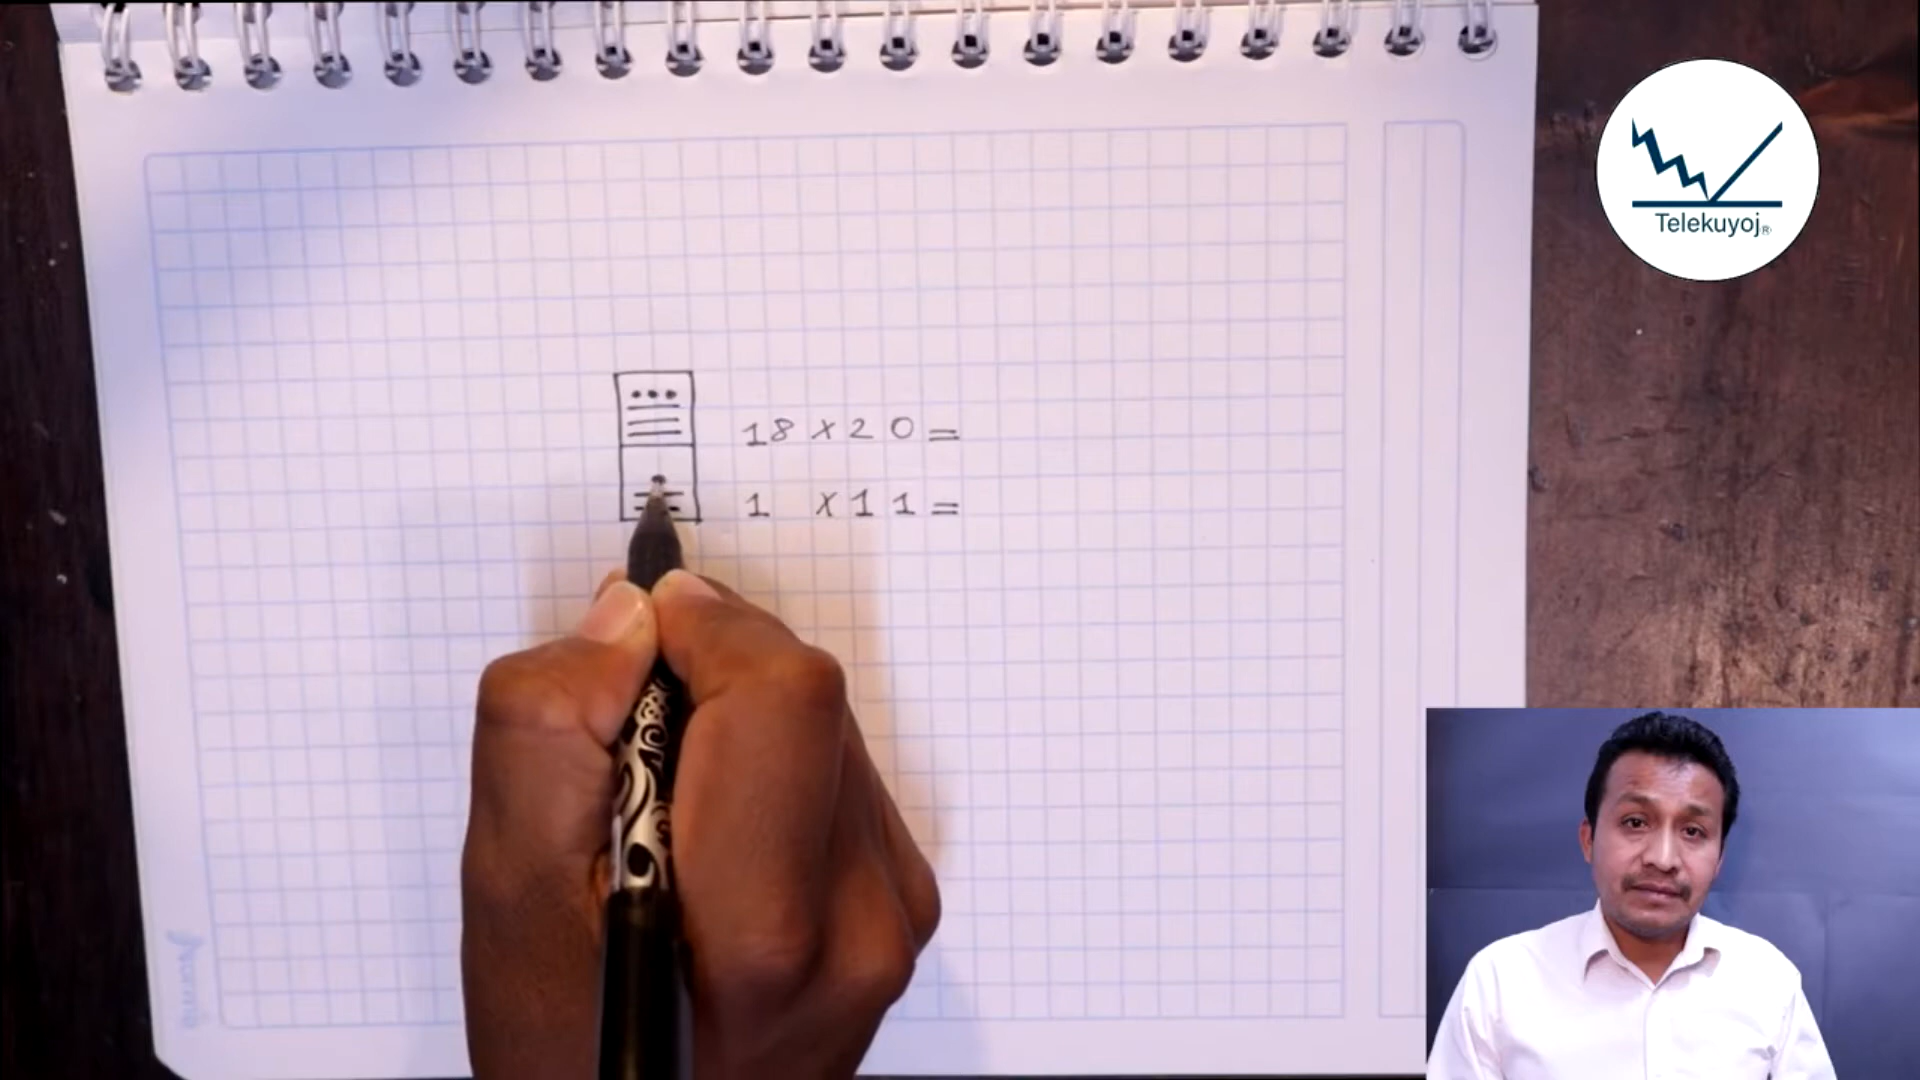 Telekuyoj®
18 x 20 =
1 x 11 =